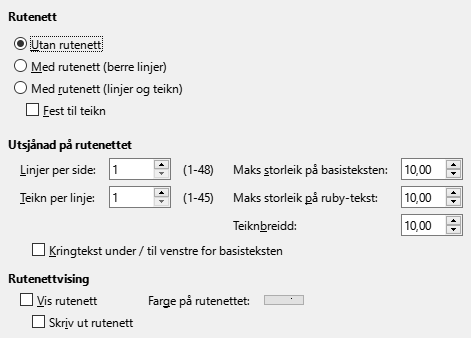 Rutenett
Utan rutenett
Med rutenett (berre linjer)
Med rutenett (linjer og teikn)
Fest til teikn
Utsjånad på rutenettet
Linjer per side: 1 (1-48) Maks storleik på basisteksten: 10,00
Teikn per linje: 1 (1-45) Maks storleik på ruby-tekst: 10,00
Teiknbreidd: 10,00
Kringtekst under / til venstre for basisteksten
Rutenettvising
Vis rutenett Farge på rutenettet:
Skriv ut rutenett